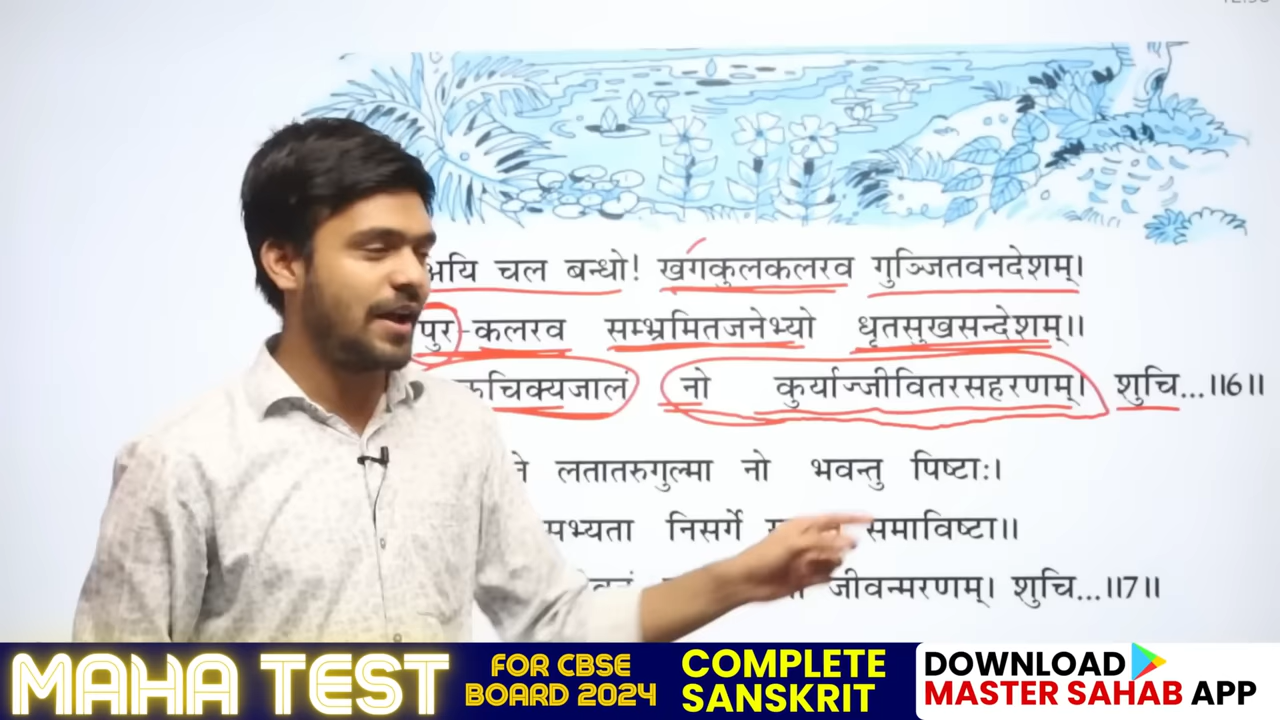 अयि चल बन्धो! खगकुलकलरव गुञ्जितवनदेशम्।
पुर-कलरव सम्भ्रमितजनेभ्यो धृतसुखसन्देशम्॥
नो कुर्याज्जीवितरसहरणम्। शुचि...॥6॥
लतातरुगुल्मा नो भवन्तु पिष्टाः।
सभ्यता निसर्गे समाविष्टा॥
जीवन्मरणम्। शुचि...॥7॥
MAHA TEST FOR CBSE BOARD 2024 COMPLETE SANSKRIT DOWNLOAD MASTER SAHAB APP